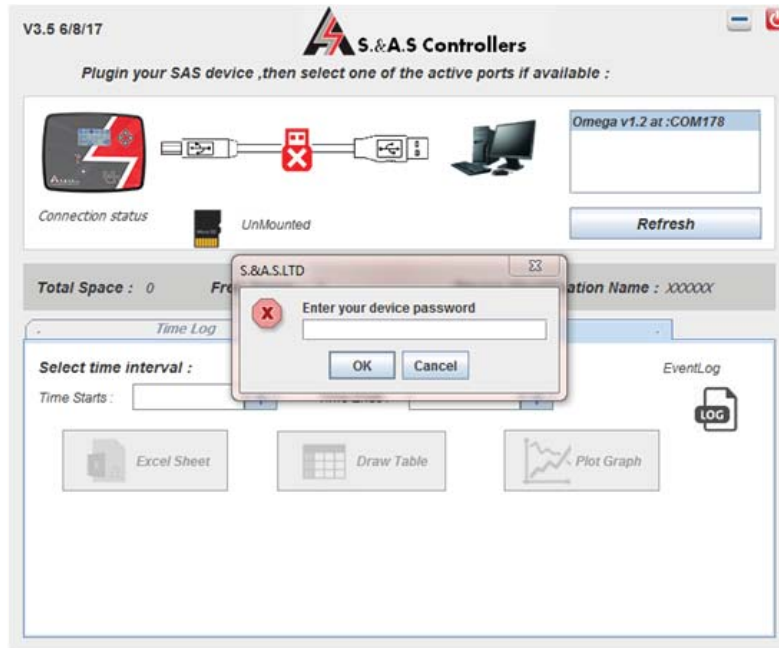 V3.5 6/8/17
S.&A.S Controllers
Plugin your SAS device ,then select one of the active ports if available :
Omega v1.2 at :COM178
Connection status
UnMounted
Refresh
S.&A.S.LTD
Total Space : 0
Fre
ation Name : XXXXXX
Enter your device password
Time Log
OK
Cancel
Select time interval :
EventLog
Time Starts :
LOG
Excel Sheet
Draw Table
Plot Graph